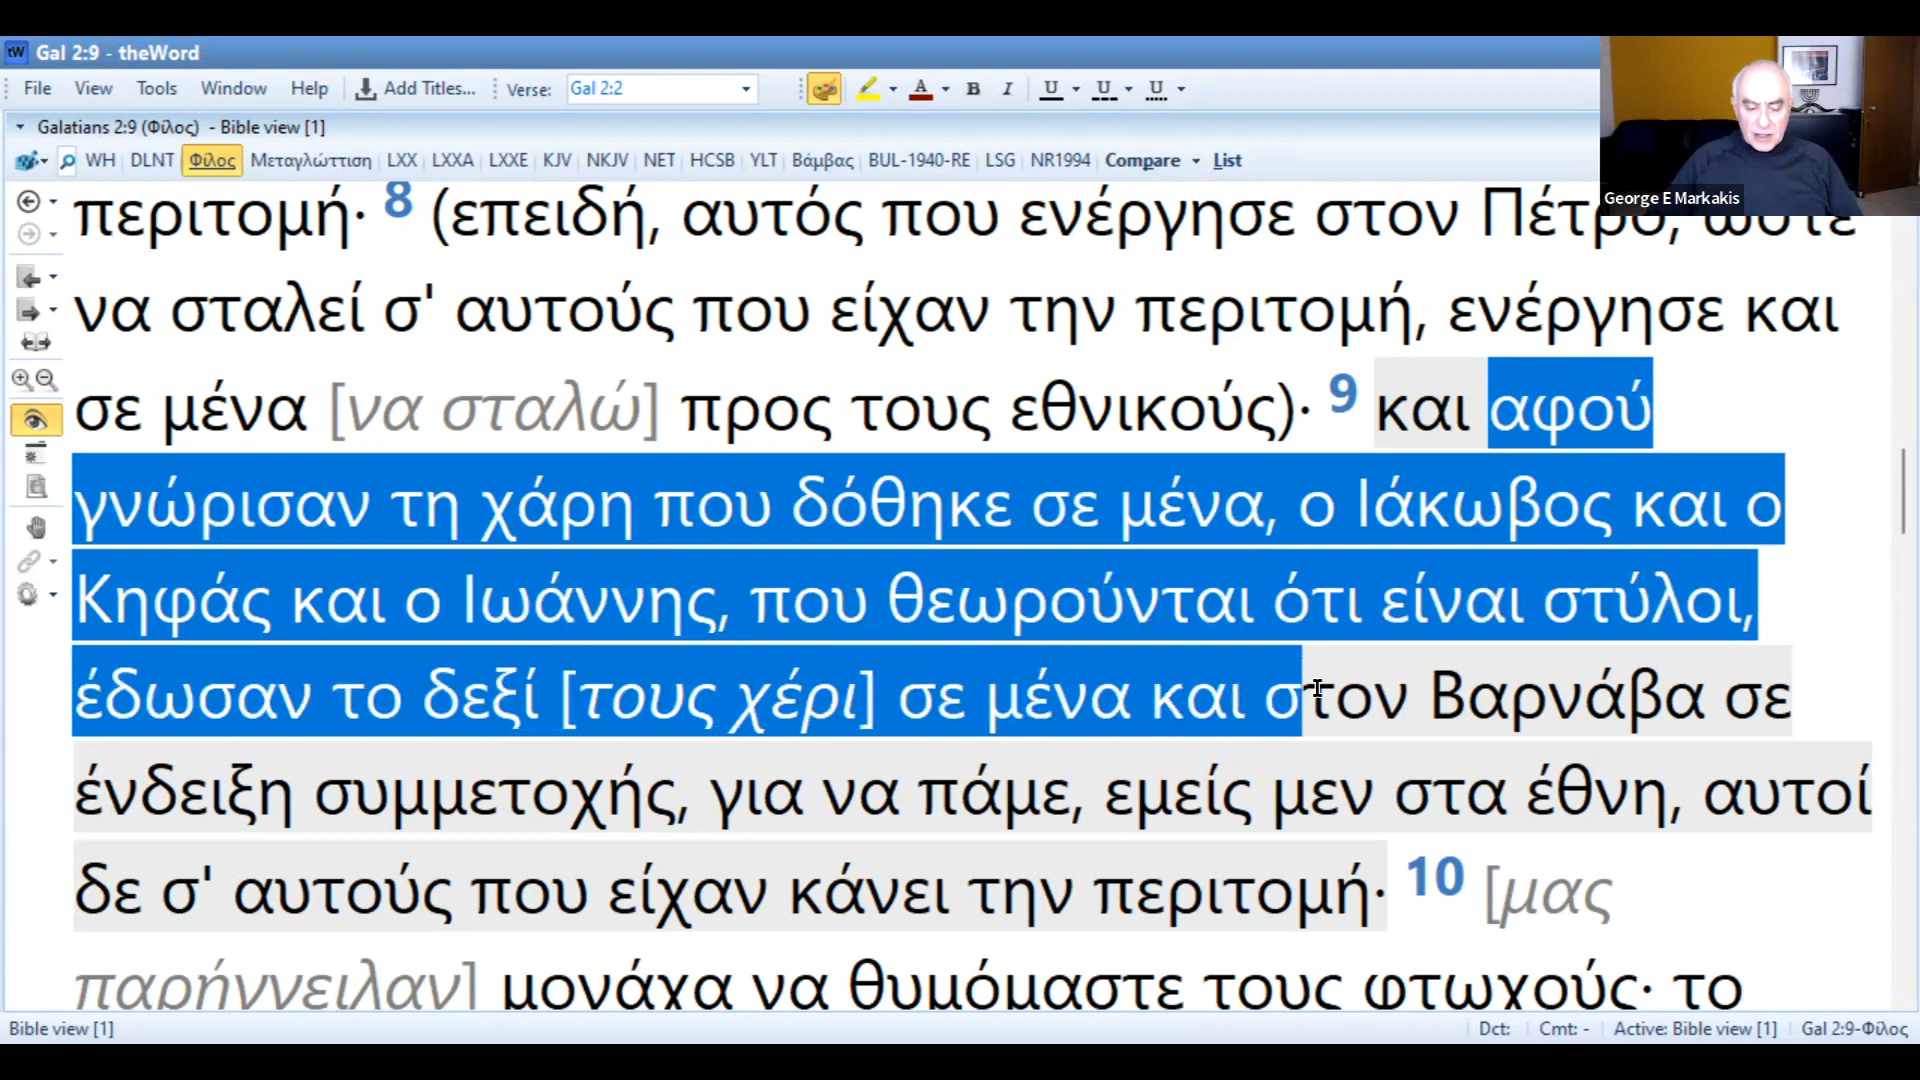 tW Gal 2:9 - theWord
File View Tools Window Help Add Titles... Verse: Gal 2:2 A B I U U U
Galatians 2:9 (Φίλος) - Bible view [1]
WH DLNT Φίλος Μεταγλώττιση LXX LXXA LXXE KJV NKJV NET HCSB YLT Βάμβας BUL-1940-RE LSG NR1994 Compare List
George E Markakis
περιτομή· 8 (επειδή, αυτός που ενέργησε στον Πέτρο, ώστε
να σταλεί σ' αυτούς που είχαν την περιτομή, ενέργησε και
σε μένα [να σταλώ] προς τους εθνικούς)· 9 και αφού
γνώρισαν τη χάρη που δόθηκε σε μένα, ο Ιάκωβος και ο
Κηφάς και ο Ιωάννης, που θεωρούνται ότι είναι στύλοι,
έδωσαν το δεξί [τους χέρι] σε μένα και στον Βαρνάβα σε
ένδειξη συμμετοχής, για να πάμε, εμείς μεν στα έθνη, αυτοί
δε σ' αυτούς που είχαν κάνει την περιτομή· 10 [μας
παρήγγειλαν] μονάχα να θυμόμαστε τους φτωχούς· το
Bible view [1] Dct: Cmt: - Active: Bible view [1] Gal 2:9-Φίλος